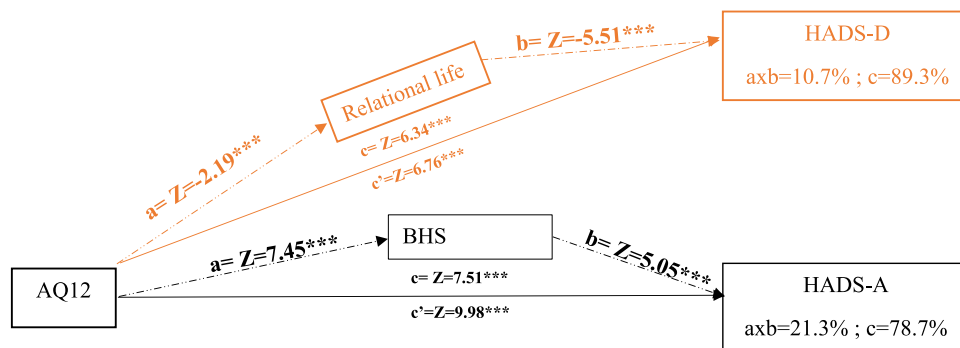 b= Z=-5.51***
HADS-D
axb=10.7% ; c=89.3%
Relational life
a= Z=-2.19***
c= Z=6.34***
c’=Z=6.76***
BHS
a= Z=7.45***
b= Z=5.05***
AQ12
c= Z=7.51***
c’=Z=9.98***
HADS-A
axb=21.3% ; c=78.7%